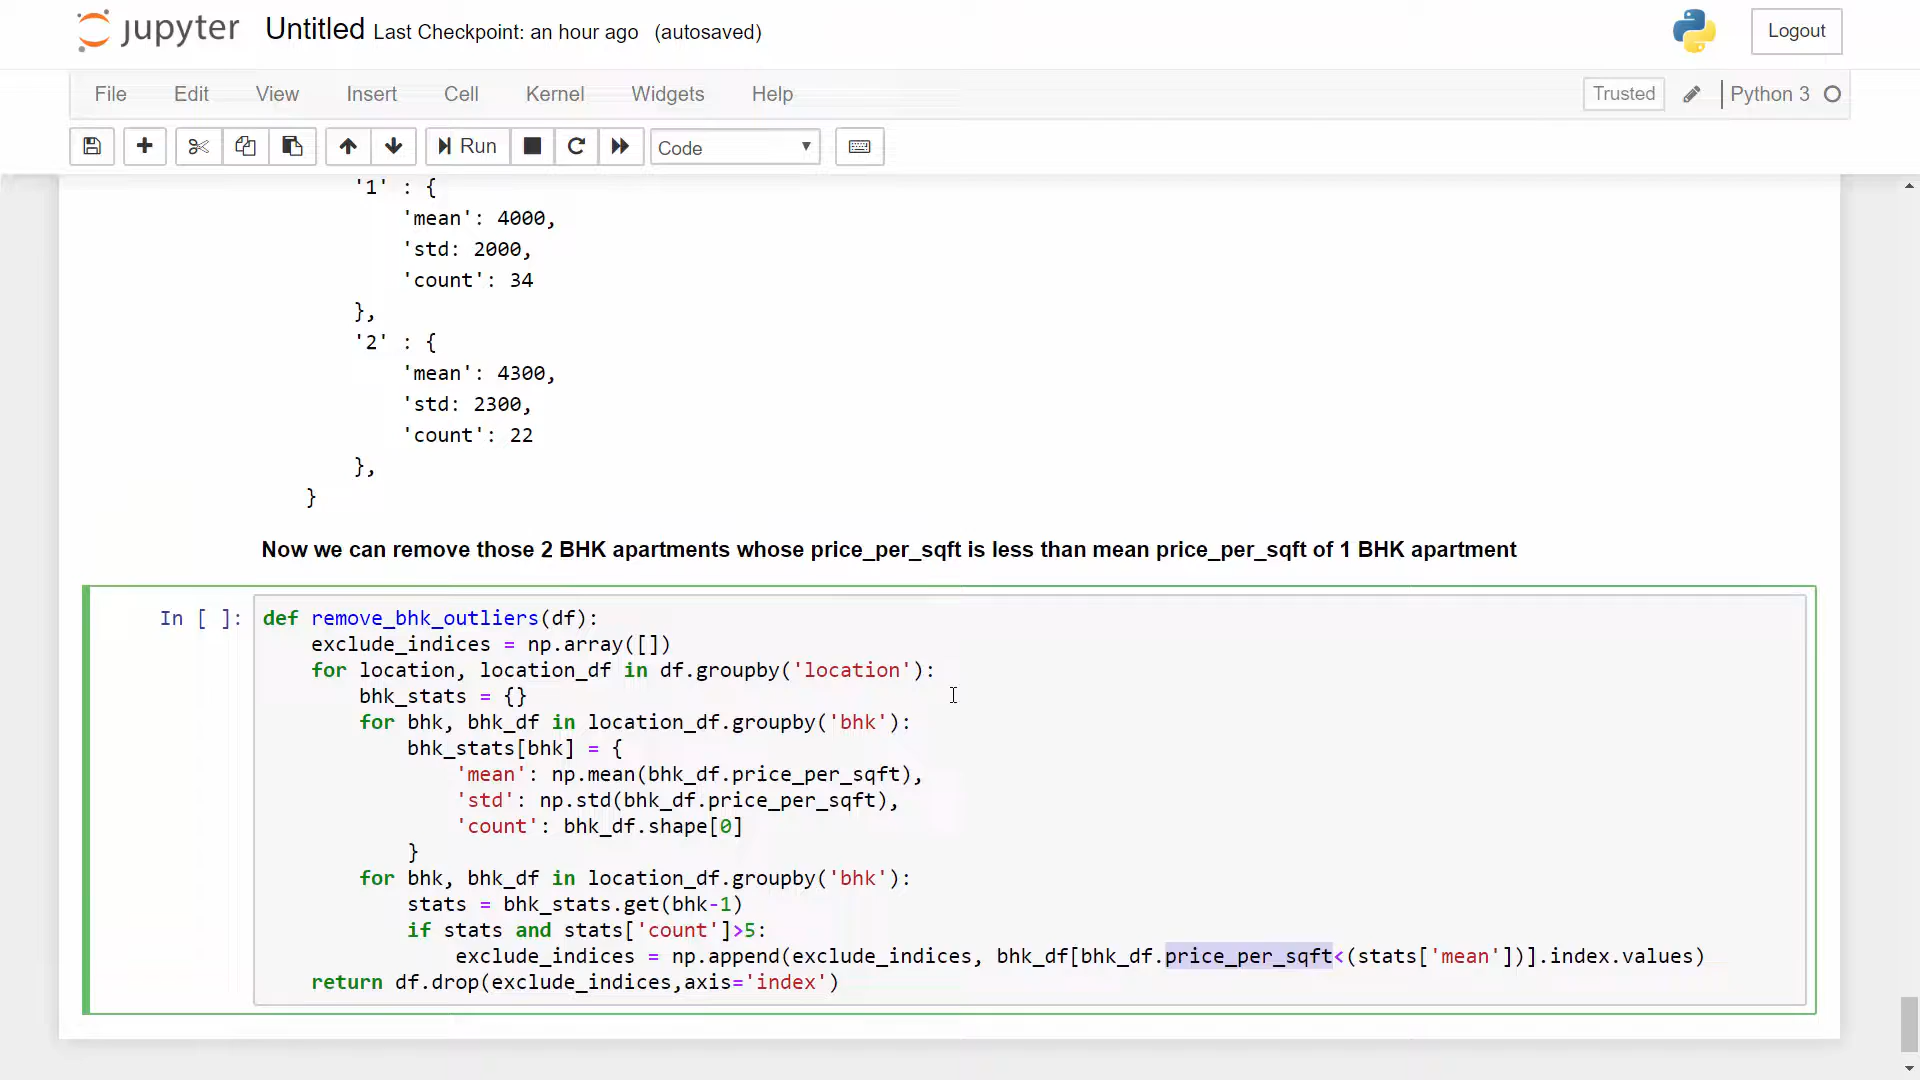 jupyter Untitled Last Checkpoint: an hour ago (autosaved) Logout
File Edit View Insert Cell Kernel Widgets Help Trusted Python 3
Run Code
'1' : {
'mean': 4000,
'std: 2000,
'count': 34
},
'2' : {
'mean': 4300,
'std: 2300,
'count': 22
},
}
Now we can remove those 2 BHK apartments whose price_per_sqft is less than mean price_per_sqft of 1 BHK apartment
In [ ]: def remove_bhk_outliers(df):
exclude_indices = np.array([])
for location, location_df in df.groupby('location'):
bhk_stats = {}
for bhk, bhk_df in location_df.groupby('bhk'):
bhk_stats[bhk] = {
'mean': np.mean(bhk_df.price_per_sqft),
'std': np.std(bhk_df.price_per_sqft),
'count': bhk_df.shape[0]
}
for bhk, bhk_df in location_df.groupby('bhk'):
stats = bhk_stats.get(bhk-1)
if stats and stats['count']>5:
exclude_indices = np.append(exclude_indices, bhk_df[bhk_df.price_per_sqft<(stats['mean'])].index.values)
return df.drop(exclude_indices,axis='index')